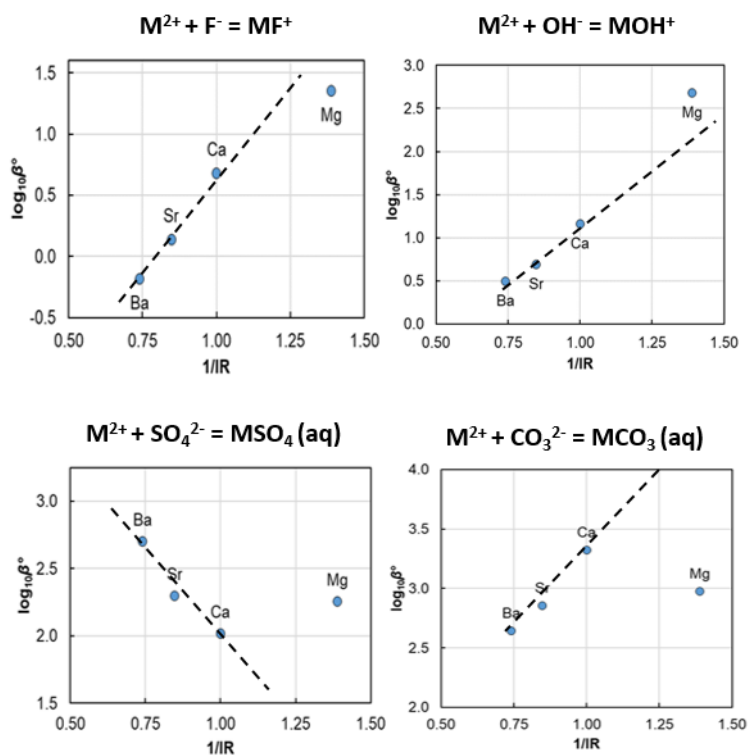 M²⁺ + F⁻ = MF⁺
1.5
1.0
0.5
0.0
-0.5
log₁₀β°
Mg
Ca
Sr
Ba
0.50 0.75 1.00 1.25 1.50
1/IR
M²⁺ + OH⁻ = MOH⁺
3.0
2.5
2.0
1.5
1.0
0.5
0.0
log₁₀β°
Mg
Ca
Sr
Ba
0.50 0.75 1.00 1.25 1.50
1/IR
M²⁺ + SO₄²⁻ = MSO₄ (aq)
3.0
2.5
2.0
1.5
log₁₀β°
Ba
Sr
Mg
Ca
0.50 0.75 1.00 1.25 1.50
1/IR
M²⁺ + CO₃²⁻ = MCO₃ (aq)
4.0
3.5
3.0
2.5
2.0
log₁₀β°
Ca
Mg
Sr
Ba
0.50 0.75 1.00 1.25 1.50
1/IR